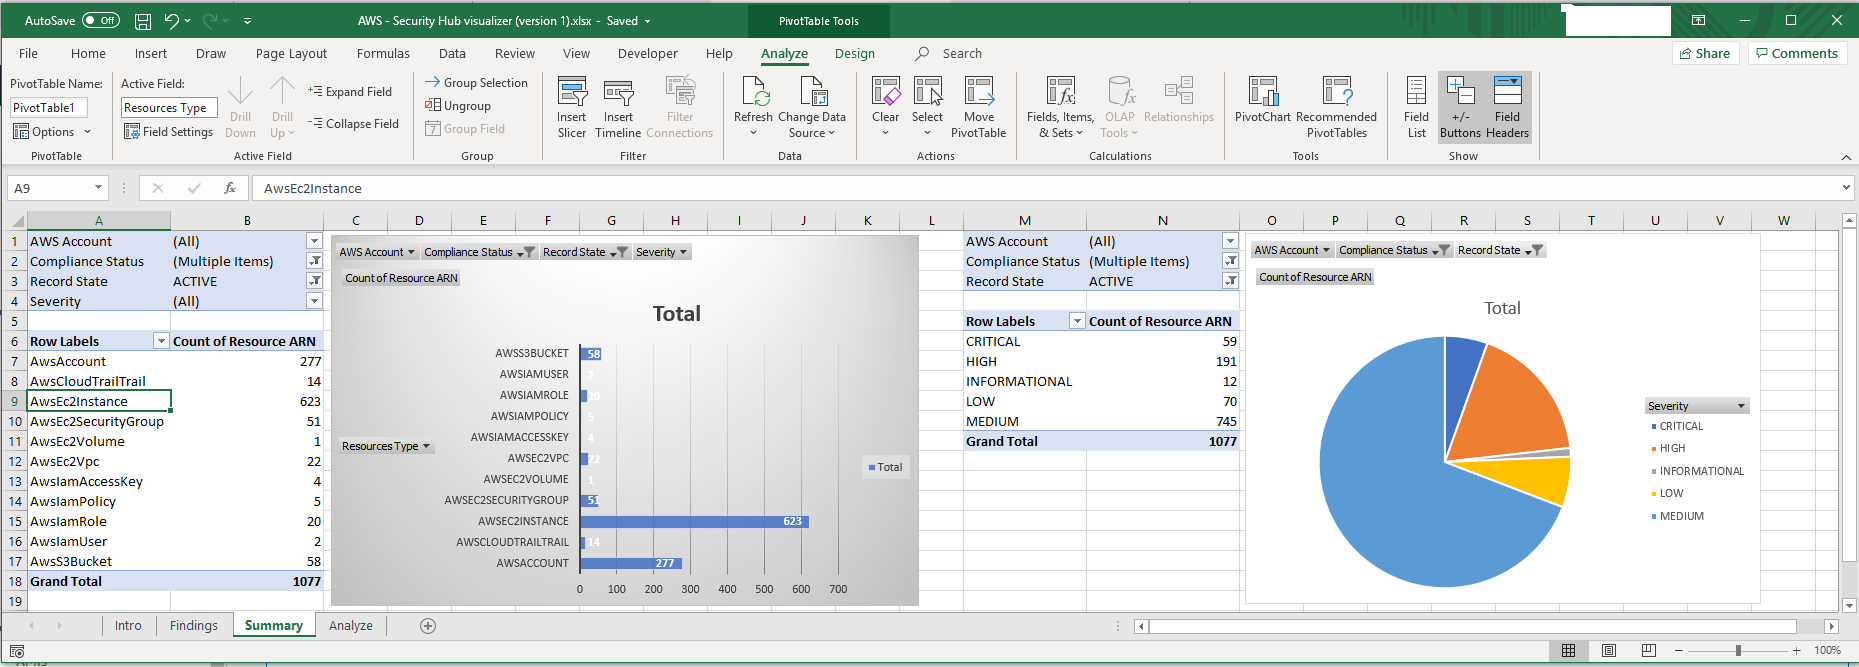 AutoSave Off AWS - Security Hub visualizer (version 1).xlsx - Saved PivotTable Tools
File Home Insert Draw Page Layout Formulas Data Review View Developer Help Analyze Design Search Share Comments
PivotTable Name:
PivotTable1
Options
PivotTable
Active Field:
Resources Type
Field Settings
Drill Down
Drill Up
Expand Field
Collapse Field
Active Field
Group Selection
Ungroup
Group Field
Group
Insert Slicer
Insert Timeline
Filter Connections
Filter
Refresh
Change Data Source
Data
Clear
Select
Move PivotTable
Actions
Fields, Items, & Sets
OLAP Tools
Relationships
Calculations
PivotChart
Recommended PivotTables
Tools
Field List
+/- Buttons
Field Headers
Show
A9 fx AwsEc2Instance
A B C D E F G H I J K L M N O P Q R S T U V W
1 AWS Account (All)
2 Compliance Status (Multiple Items)
3 Record State ACTIVE
4 Severity (All)
5
6 Row Labels Count of Resource ARN
7 AwsAccount 277
8 AwsCloudTrailTrail 14
9 AwsEc2Instance 623
10 AwsEc2SecurityGroup 51
11 AwsEc2Volume 1
12 AwsEc2Vpc 22
13 AwsIamAccessKey 4
14 AwsIamPolicy 5
15 AwsIamRole 20
16 AwsIamUser 2
17 AwsS3Bucket 58
18 Grand Total 1077
19
AWS Account Compliance Status Record State Severity
Count of Resource ARN
Total
AWSS3BUCKET 58
AWSIAMUSER 2
AWSIAMROLE 20
AWSIAMPOLICY 5
AWSIAMACCESSKEY 4
AWSEC2VPC 22
AWSEC2VOLUME 1
AWSEC2SECURITYGROUP 51
AWSEC2INSTANCE 623
AWSCLOUDTRAILTRAIL 14
AWSACCOUNT 277
0 100 200 300 400 500 600 700
Resources Type
Total
AWS Account (All)
Compliance Status (Multiple Items)
Record State ACTIVE
Row Labels Count of Resource ARN
CRITICAL 59
HIGH 191
INFORMATIONAL 12
LOW 70
MEDIUM 745
Grand Total 1077
AWS Account Compliance Status Record State
Count of Resource ARN
Total
Severity
CRITICAL
HIGH
INFORMATIONAL
LOW
MEDIUM
Intro Findings Summary Analyze
100%